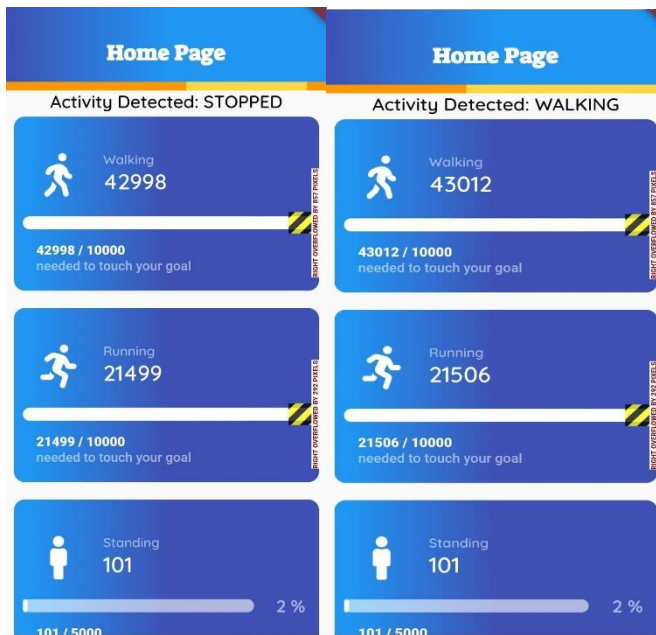 Home Page
Activity Detected: STOPPED
Walking
42998
RIGHT OVERFLOWED BY 857 PIXELS
42998 / 10000
needed to touch your goal
Running
21499
RIGHT OVERFLOWED BY 292 PIXELS
21499 / 10000
needed to touch your goal
Standing
101
2 %
101 / 5000
Home Page
Activity Detected: WALKING
Walking
43012
RIGHT OVERFLOWED BY 857 PIXELS
43012 / 10000
needed to touch your goal
Running
21506
RIGHT OVERFLOWED BY 292 PIXELS
21506 / 10000
needed to touch your goal
Standing
101
2 %
101 / 5000